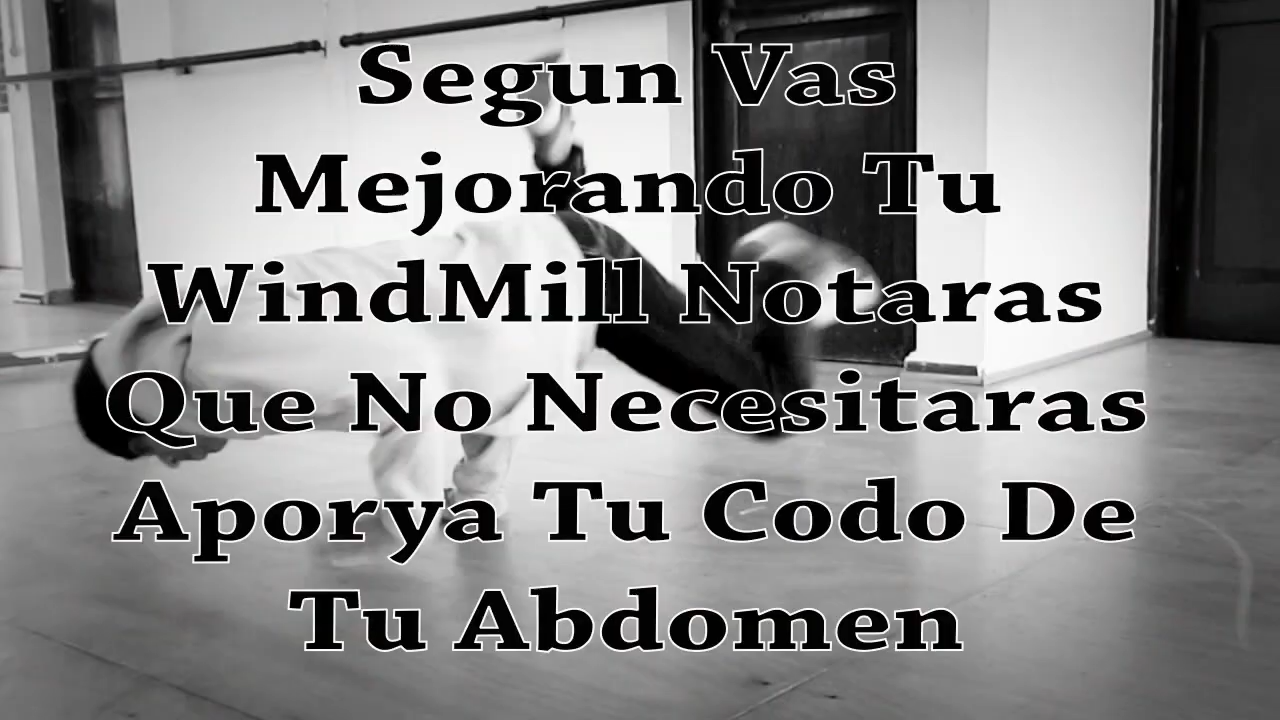 Segun Vas
Mejorando Tu
WindMill Notaras
Que No Necesitaras
Aporya Tu Codo De
Tu Abdomen